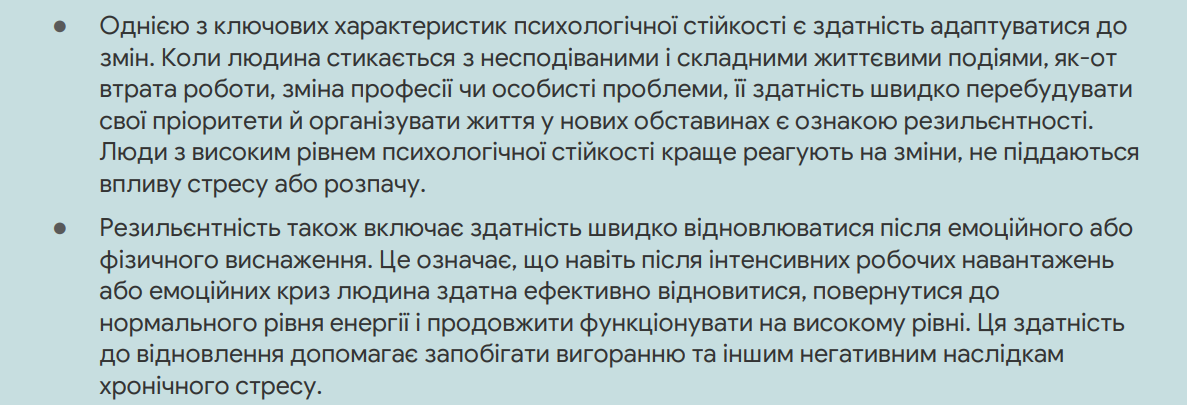 ● Однією з ключових характеристик психологічної стійкості є здатність адаптуватися до
змін. Коли людина стикається з несподіваними і складними життєвими подіями, як-от
втрата роботи, зміна професії чи особисті проблеми, її здатність швидко перебудувати
свої пріоритети й організувати життя у нових обставинах є ознакою резильєнтності.
Люди з високим рівнем психологічної стійкості краще реагують на зміни, не піддаються
впливу стресу або розпачу.
● Резильєнтність також включає здатність швидко відновлюватися після емоційного або
фізичного виснаження. Це означає, що навіть після інтенсивних робочих навантажень
або емоційних криз людина здатна ефективно відновитися, повернутися до
нормального рівня енергії і продовжити функціонувати на високому рівні. Ця здатність
до відновлення допомагає запобігати вигоранню та іншим негативним наслідкам
хронічного стресу.